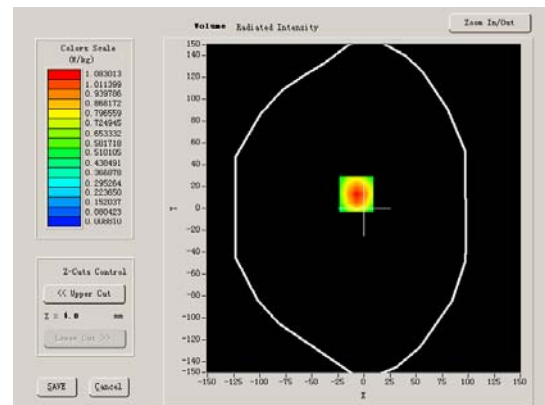 Volume Radiated Intensity
Zoom In/Out
Colors Scale
(W/kg)
1.083013
1.011399
0.939786
0.868172
0.796559
0.724945
0.653332
0.581718
0.510105
0.438491
0.366878
0.295264
0.223650
0.152037
0.080423
0.008810
Z-Cuts Control
<< Upper Cut
Z = 4.0 mm
Lower Cut >>
SAVE Cancel
150
140
120
100
80
60
40
20
0
-20
-40
-60
-80
-100
-120
-140
-150
Y
-150 -125 -100 -75 -50 -25 0 25 50 75 100 125 150
X